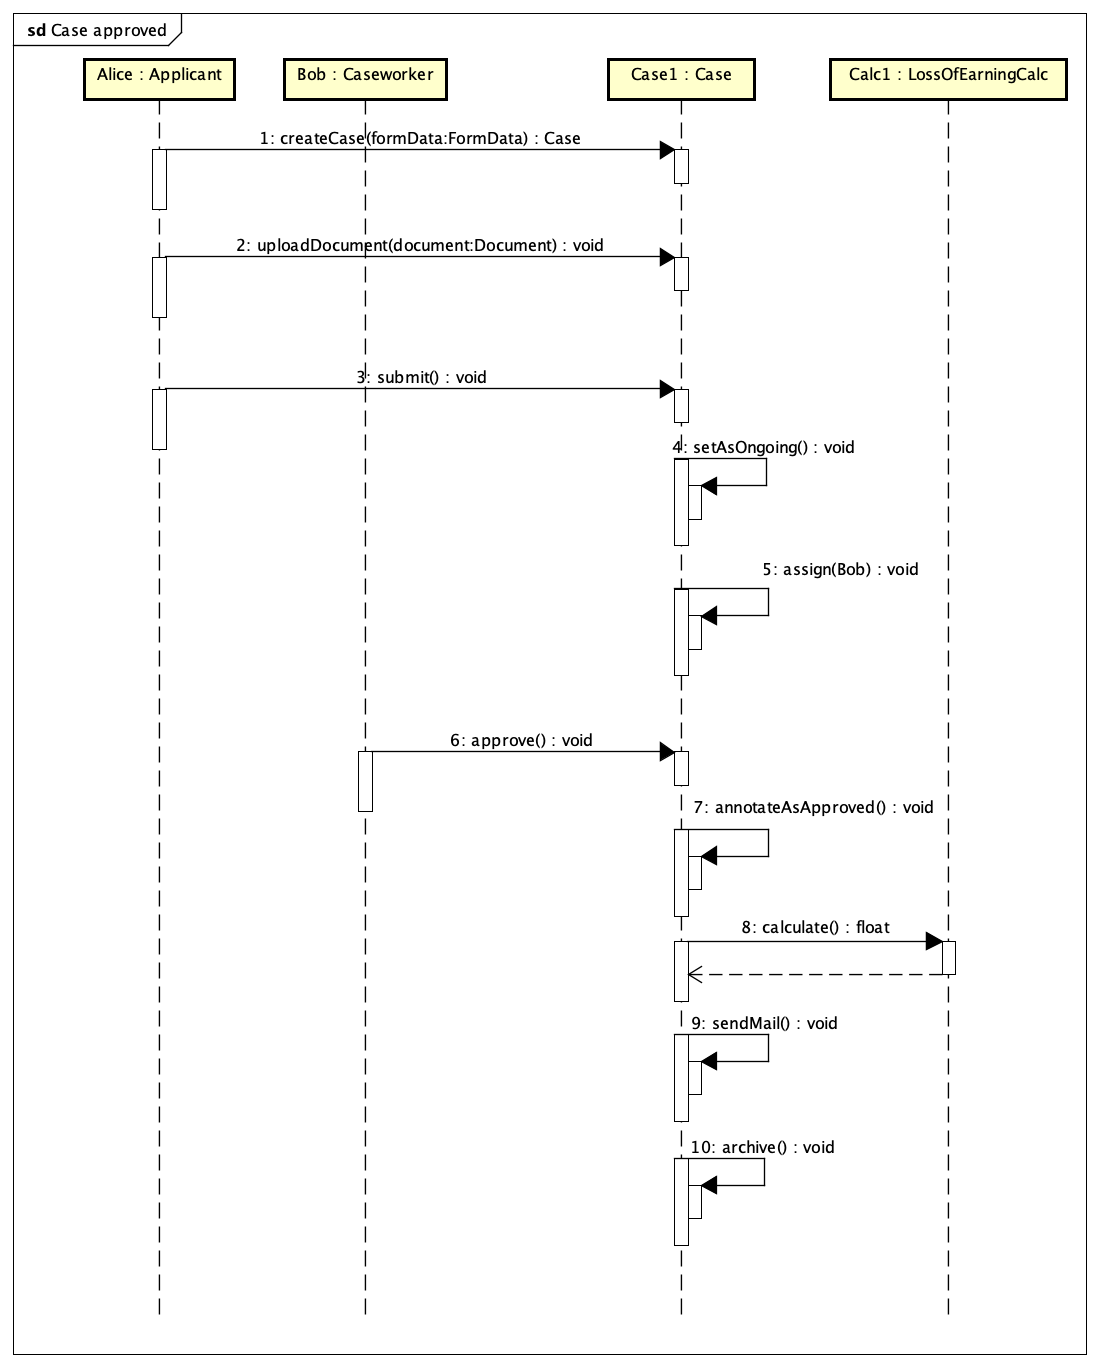 sd Case approved
Alice : Applicant
Bob : Caseworker
Case1 : Case
Calc1 : LossOfEarningCalc
1: createCase(formData:FormData) : Case
2: uploadDocument(document:Document) : void
3: submit() : void
4: setAsOngoing() : void
5: assign(Bob) : void
6: approve() : void
7: annotateAsApproved() : void
8: calculate() : float
9: sendMail() : void
10: archive() : void